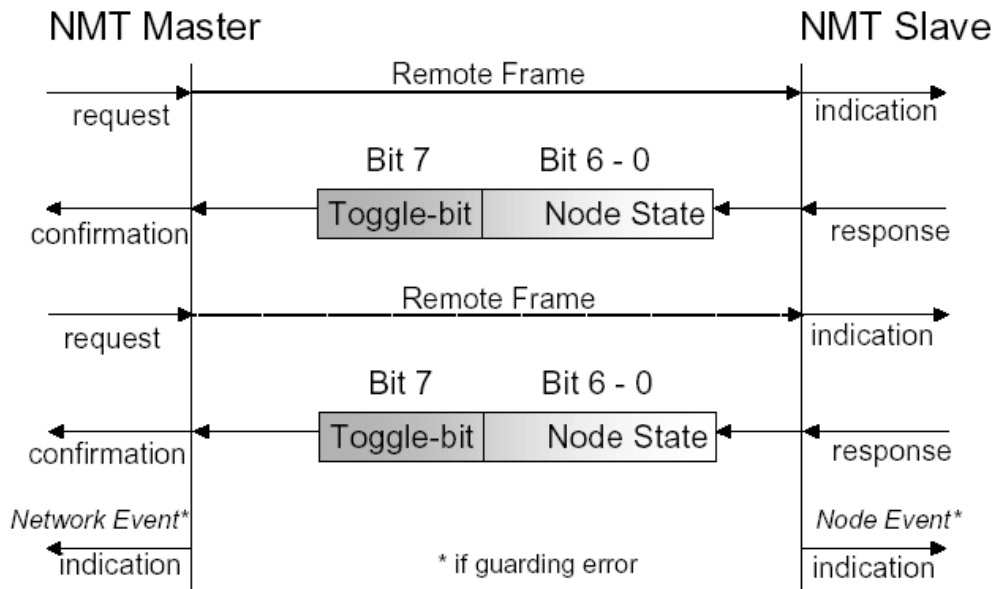 NMT Master
NMT Slave
Remote Frame
request
indication
Bit 7
Bit 6 - 0
Toggle-bit
Node State
confirmation
response
Remote Frame
request
indication
Bit 7
Bit 6 - 0
Toggle-bit
Node State
confirmation
response
Network Event*
Node Event*
indication
* if guarding error
indication